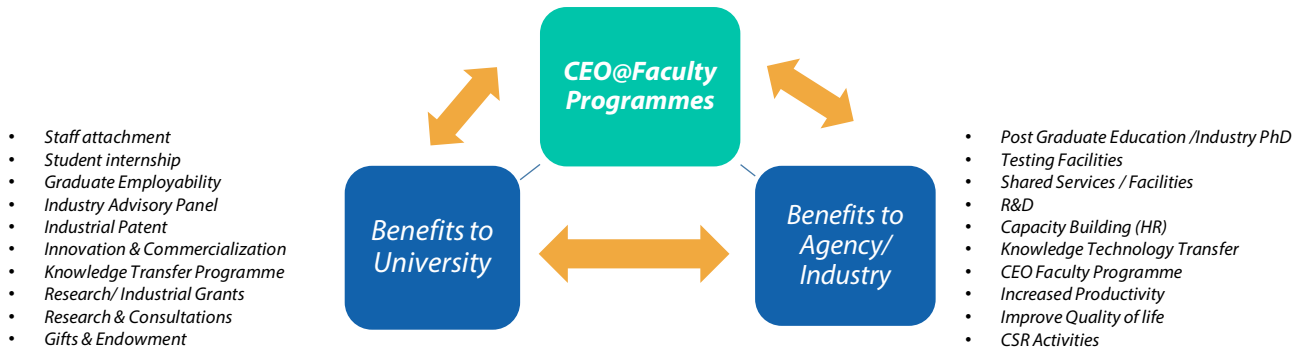 CEO@Faculty
Programmes
• Staff attachment
• Student internship
• Graduate Employability
• Industry Advisory Panel
• Industrial Patent
• Innovation & Commercialization
• Knowledge Transfer Programme
• Research/ Industrial Grants
• Research & Consultations
• Gifts & Endowment
Benefits to
University
Benefits to
Agency/
Industry
• Post Graduate Education /Industry PhD
• Testing Facilities
• Shared Services / Facilities
• R&D
• Capacity Building (HR)
• Knowledge Technology Transfer
• CEO Faculty Programme
• Increased Productivity
• Improve Quality of life
• CSR Activities